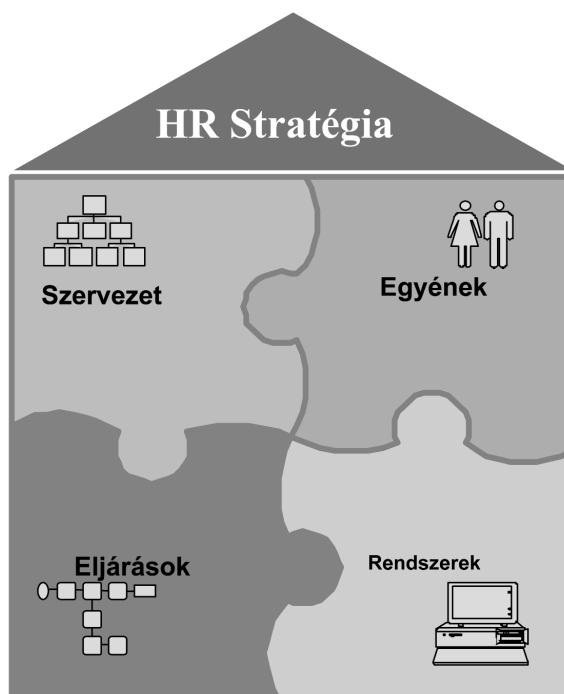 HR Stratégia
Szervezet
Egyének
Eljárások
Rendszerek